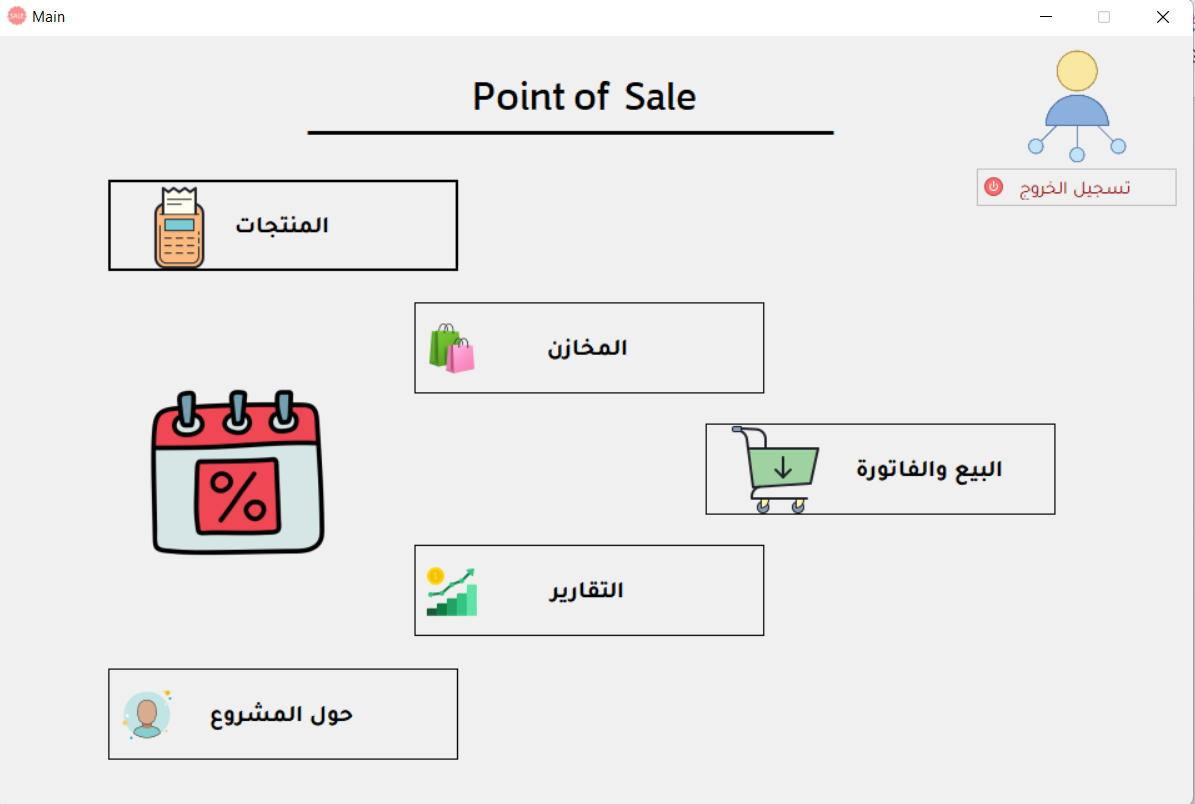 Main
Point of Sale
تسجيل الخروج
المنتجات
المخازن
البيع والفاتورة
التقارير
حول المشروع